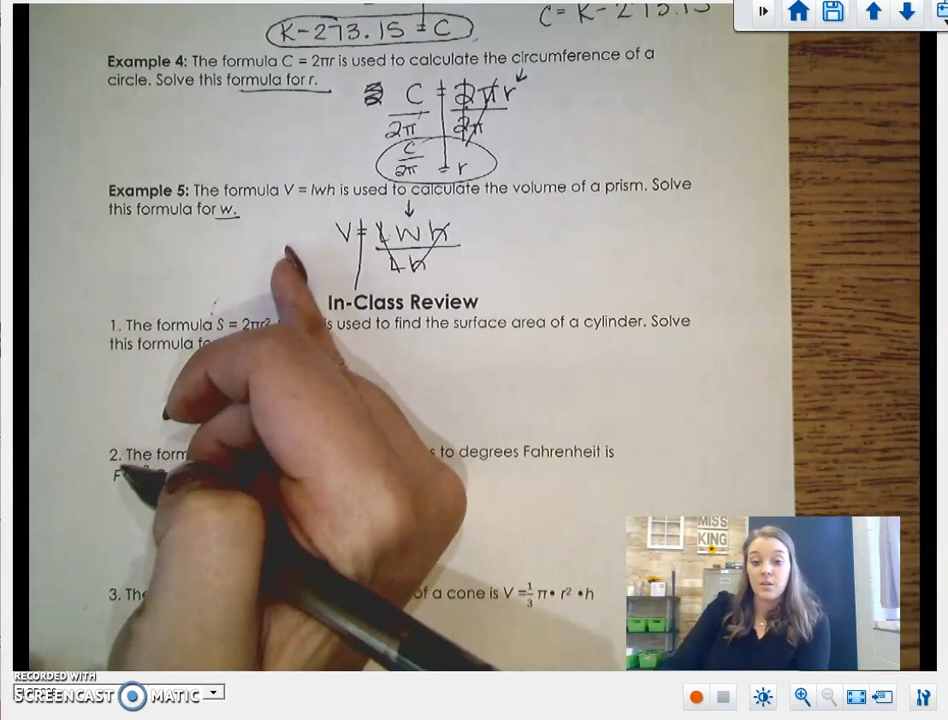 K-273.15 = C
C = K-273.15
Example 4: The formula C = 2πr is used to calculate the circumference of a
circle. Solve this formula for r.
C = 2πr
2π 2π
C
2π = r
Example 5: The formula V = lwh is used to calculate the volume of a prism. Solve
this formula for w.
V = L W h
L h
In-Class Review
1. The formula S = 2πr² is used to find the surface area of a cylinder. Solve
this formula
2. The form to degrees Fahrenheit is
F
3. The of a cone is V = 1/3 π• r² •h
MISS
KING
RECORDED WITH
SCREENCAST MATIC